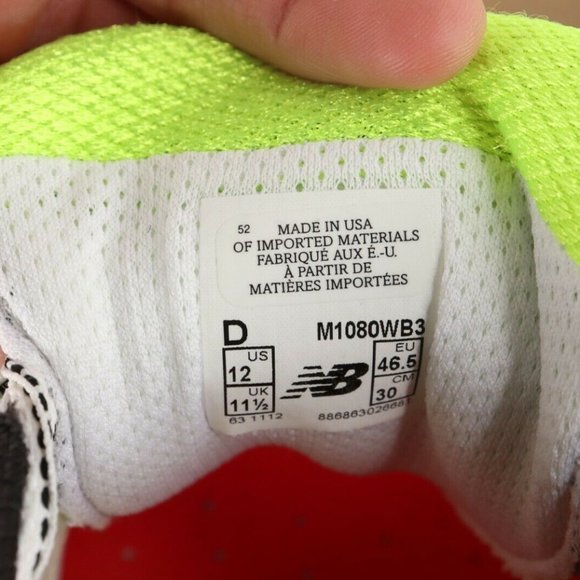 52
MADE IN USA
OF IMPORTED MATERIALS
FABRIQUÉ AUX É.-U.
À PARTIR DE
MATIÈRES IMPORTÉES
D M1080WB3
US
12
UK
11½
NB
EU
46.5
CM
30
63 1112